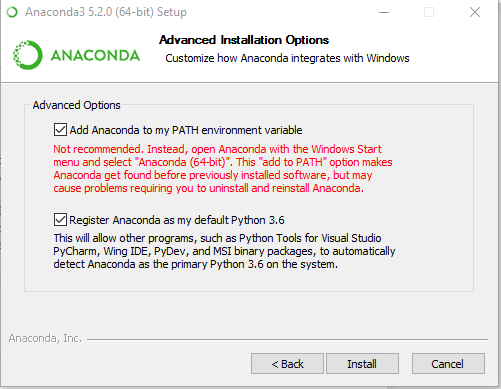 Anaconda3 5.2.0 (64-bit) Setup
Advanced Installation Options
Customize how Anaconda integrates with Windows
ANACONDA
Advanced Options
Add Anaconda to my PATH environment variable
Not recommended. Instead, open Anaconda with the Windows Start
menu and select "Anaconda (64-bit)". This "add to PATH" option makes
Anaconda get found before previously installed software, but may
cause problems requiring you to uninstall and reinstall Anaconda.
Register Anaconda as my default Python 3.6
This will allow other programs, such as Python Tools for Visual Studio
PyCharm, Wing IDE, PyDev, and MSI binary packages, to automatically
detect Anaconda as the primary Python 3.6 on the system.
Anaconda, Inc.
< Back
Install
Cancel